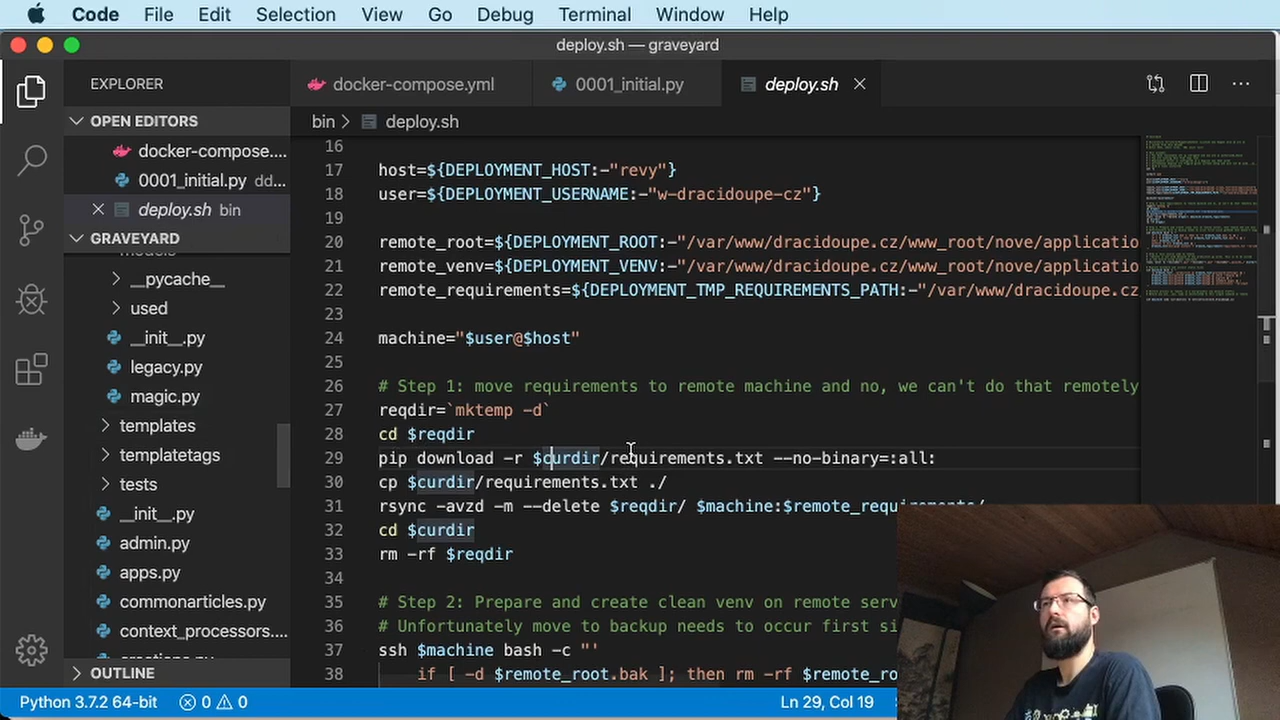 Code File Edit Selection View Go Debug Terminal Window Help
deploy.sh — graveyard
EXPLORER
OPEN EDITORS
docker-compose....
0001_initial.py dd...
deploy.sh bin
GRAVEYARD
__pycache__
used
__init__.py
legacy.py
magic.py
templates
templatetags
tests
__init__.py
admin.py
apps.py
commonarticles.py
context_processors....
OUTLINE
docker-compose.yml 0001_initial.py deploy.sh
bin deploy.sh
16
17 host=${DEPLOYMENT_HOST:-"revy"}
18 user=${DEPLOYMENT_USERNAME:-"w-dracidoupe-cz"}
19
20 remote_root=${DEPLOYMENT_ROOT:-"/var/www/dracidoupe.cz/www_root/nove/applicatio
21 remote_venv=${DEPLOYMENT_VENV:-"/var/www/dracidoupe.cz/www_root/nove/applicatio
22 remote_requirements=${DEPLOYMENT_TMP_REQUIREMENTS_PATH:-"/var/www/dracidoupe.cz
23
24 machine="$user@$host"
25
26 # Step 1: move requirements to remote machine and no, we can't do that remotely
27 reqdir=`mktemp -d`
28 cd $reqdir
29 pip download -r $curdir/requirements.txt --no-binary=:all:
30 cp $curdir/requirements.txt ./
31 rsync -avzd -m --delete $reqdir/ $machine:$remote_requirements/
32 cd $curdir
33 rm -rf $reqdir
34
35 # Step 2: Prepare and create clean venv on remote serv
36 # Unfortunately move to backup needs to occur first si
37 ssh $machine bash -c "'
38 if [ -d $remote_root.bak ]; then rm -rf $remote_ro
Python 3.7.2 64-bit 0 0 Ln 29, Col 19